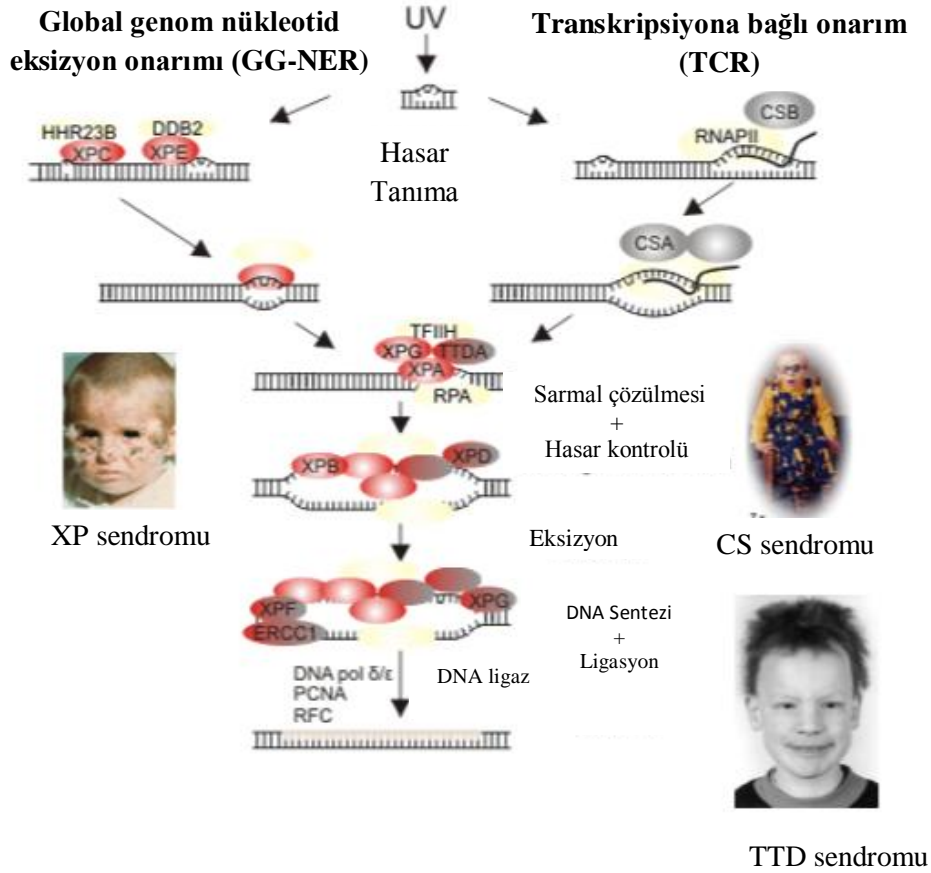 Global genom nükleotid
eksizyon onarımı (GG-NER)
UV
Transkripsiyona bağlı onarım
(TCR)
HHR23B
DDB2
XPC
XPE
Hasar
Tanıma
CSB
RNAPII
CSA
TFIIH
XPG
TTDA
XPA
RPA
Sarmal çözülmesi
+
Hasar kontrolü
XPB
XPD
XP sendromu
Eksizyon
CS sendromu
XPF
XPG
ERCC1
DNA Sentezi
+
Ligasyon
DNA pol δ/ε
PCNA
RFC
DNA ligaz
TTD sendromu